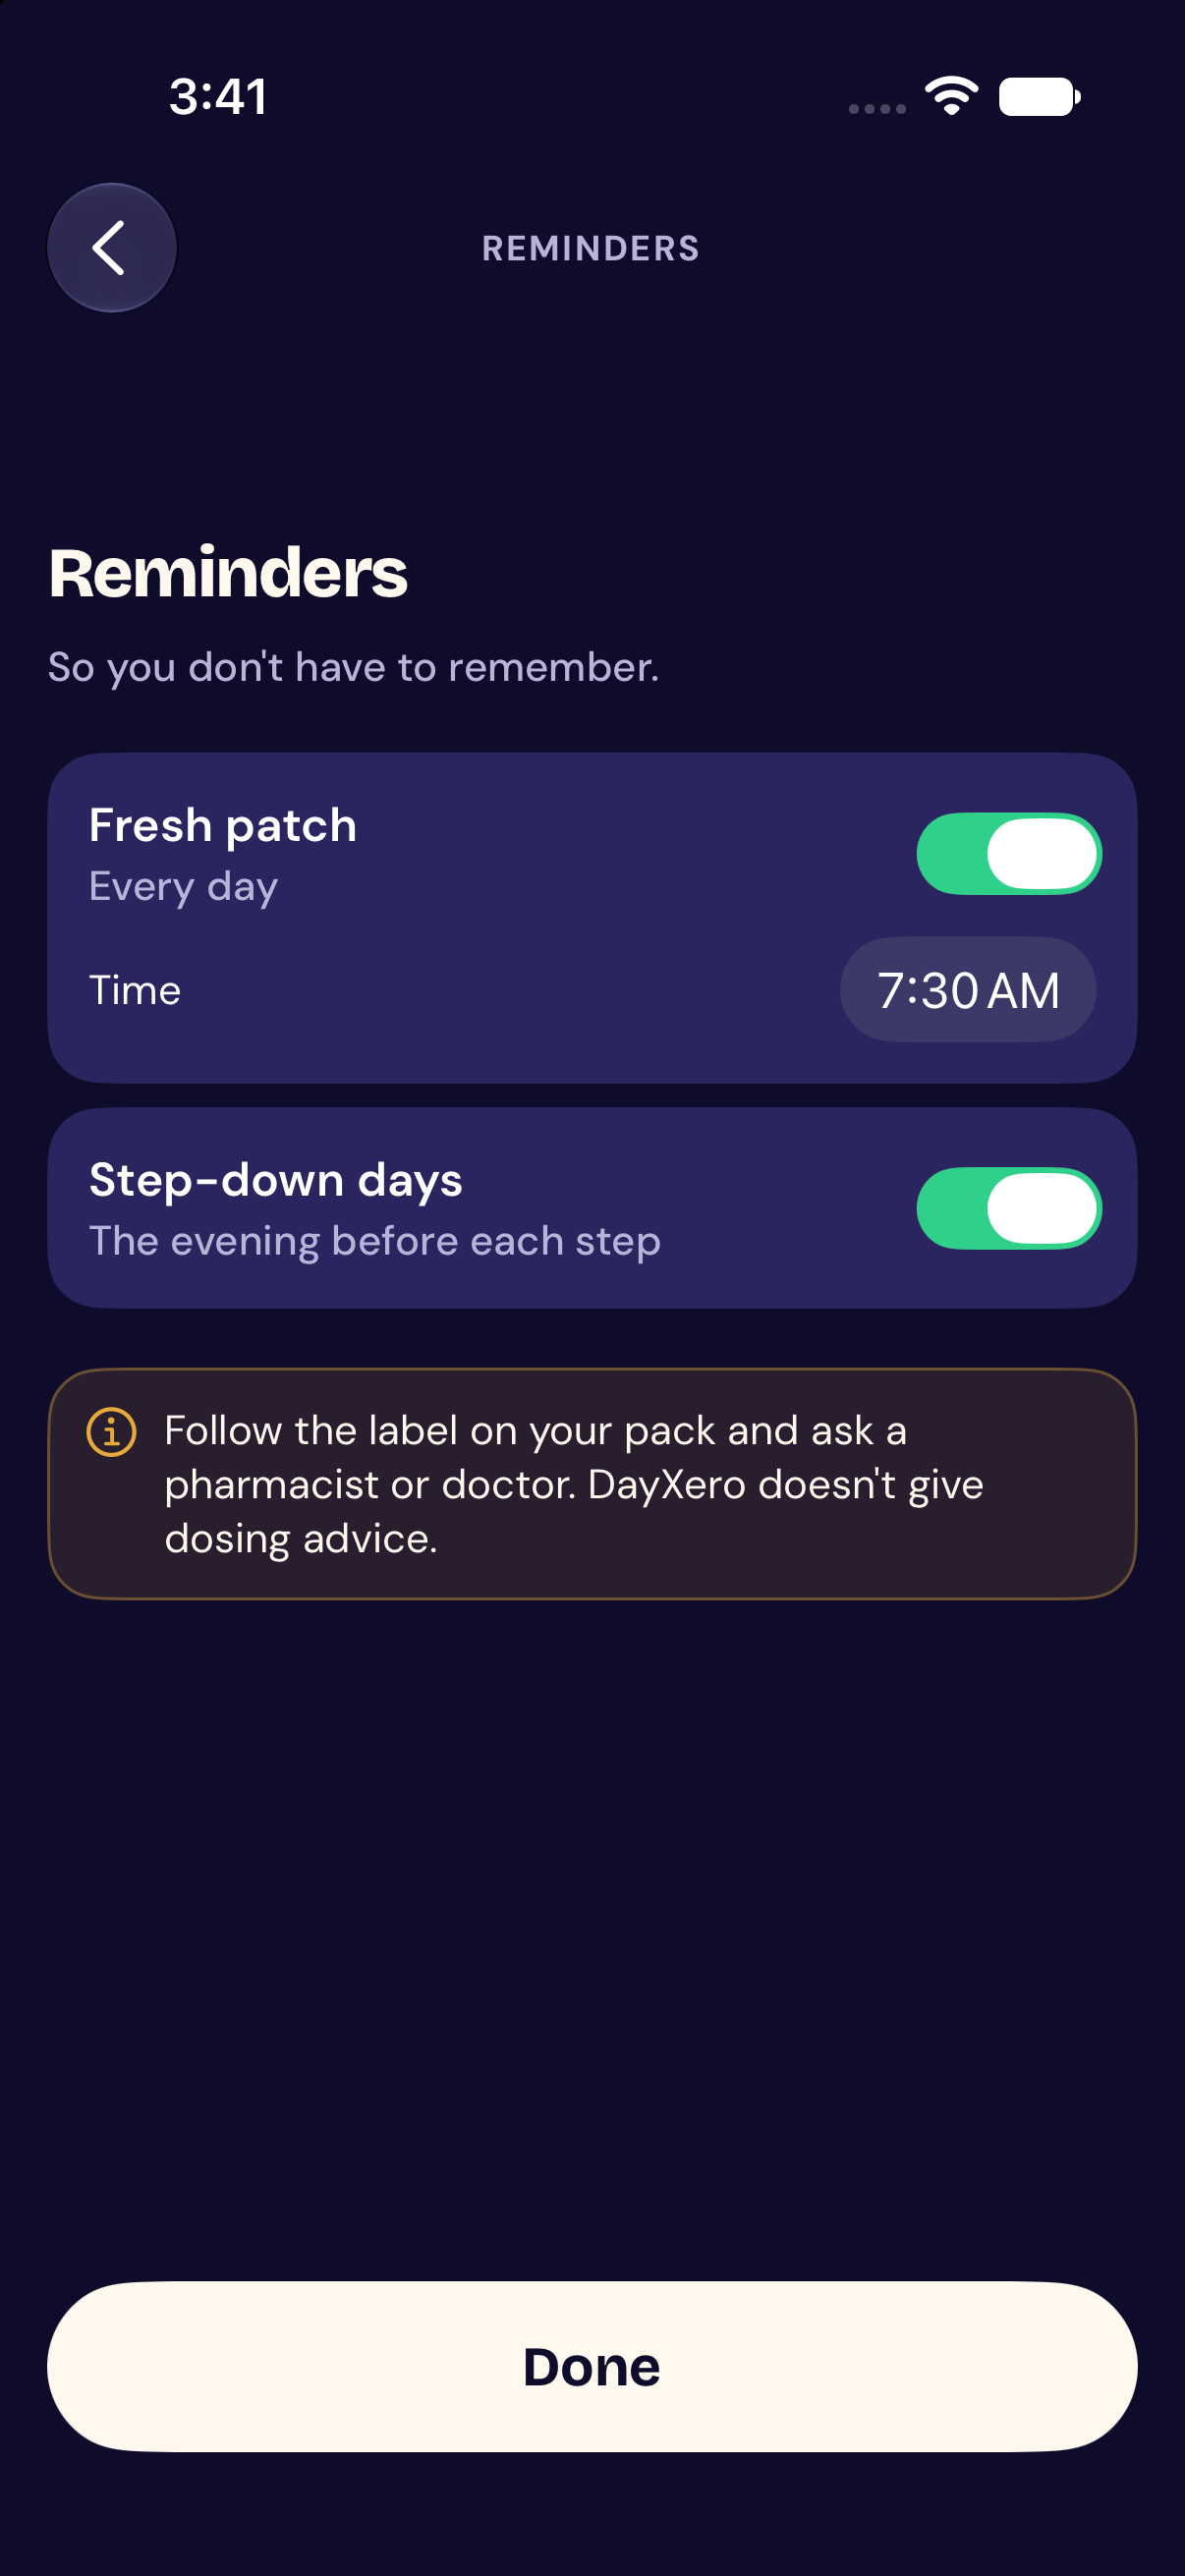 3:41
REMINDERS
Reminders
So you don't have to remember.
Fresh patch
Every day
Time
7:30 AM
Step-down days
The evening before each step
Follow the label on your pack and ask a
pharmacist or doctor. DayXero doesn't give
dosing advice.
Done